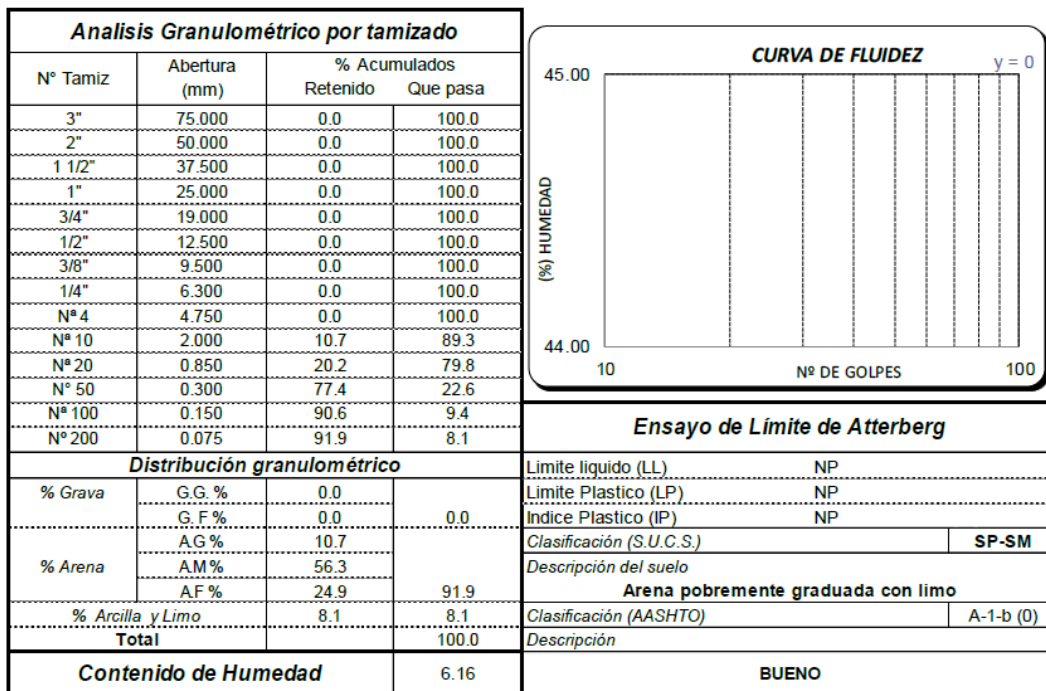 Analisis Granulométrico por tamizado
N° Tamiz Abertura (mm) % Acumulados
Retenido Que pasa
3" 75.000 0.0 100.0
2" 50.000 0.0 100.0
1 1/2" 37.500 0.0 100.0
1" 25.000 0.0 100.0
3/4" 19.000 0.0 100.0
1/2" 12.500 0.0 100.0
3/8" 9.500 0.0 100.0
1/4" 6.300 0.0 100.0
Nª 4 4.750 0.0 100.0
Nª 10 2.000 10.7 89.3
Nª 20 0.850 20.2 79.8
N° 50 0.300 77.4 22.6
Nª 100 0.150 90.6 9.4
Nº 200 0.075 91.9 8.1
Distribución granulométrico
% Grava G.G. % 0.0
G. F % 0.0 0.0
A.G % 10.7
% Arena A.M % 56.3
A.F % 24.9 91.9
% Arcilla y Limo 8.1 8.1
Total 100.0
Contenido de Humedad 6.16
CURVA DE FLUIDEZ
y = 0
45.00
(%) HUMEDAD
44.00
10 Nº DE GOLPES 100
Ensayo de Límite de Atterberg
Limite liquido (LL) NP
Limite Plastico (LP) NP
Indice Plastico (IP) NP
Clasificación (S.U.C.S.) SP-SM
Descripción del suelo
Arena pobremente graduada con limo
Clasificación (AASHTO) A-1-b (0)
Descripción
BUENO